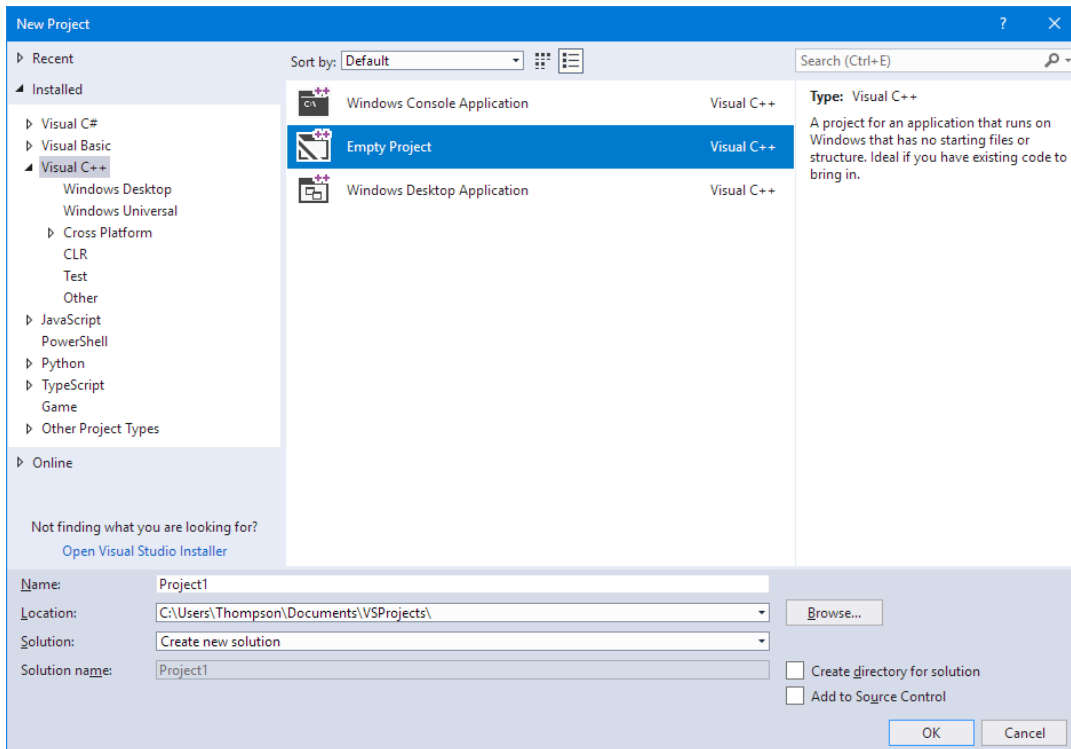 New Project
?
Recent
Installed
Visual C#
Visual Basic
Visual C++
Windows Desktop
Windows Universal
Cross Platform
CLR
Test
Other
JavaScript
PowerShell
Python
TypeScript
Game
Other Project Types
Online
Not finding what you are looking for?
Open Visual Studio Installer
Sort by: Default
Windows Console Application Visual C++
Empty Project Visual C++
Windows Desktop Application Visual C++
Search (Ctrl+E)
Type: Visual C++
A project for an application that runs on
Windows that has no starting files or
structure. Ideal if you have existing code to
bring in.
Name: Project1
Location: C:\Users\Thompson\Documents\VSProjects\
Browse...
Solution: Create new solution
Solution name: Project1
Create directory for solution
Add to Source Control
OK Cancel